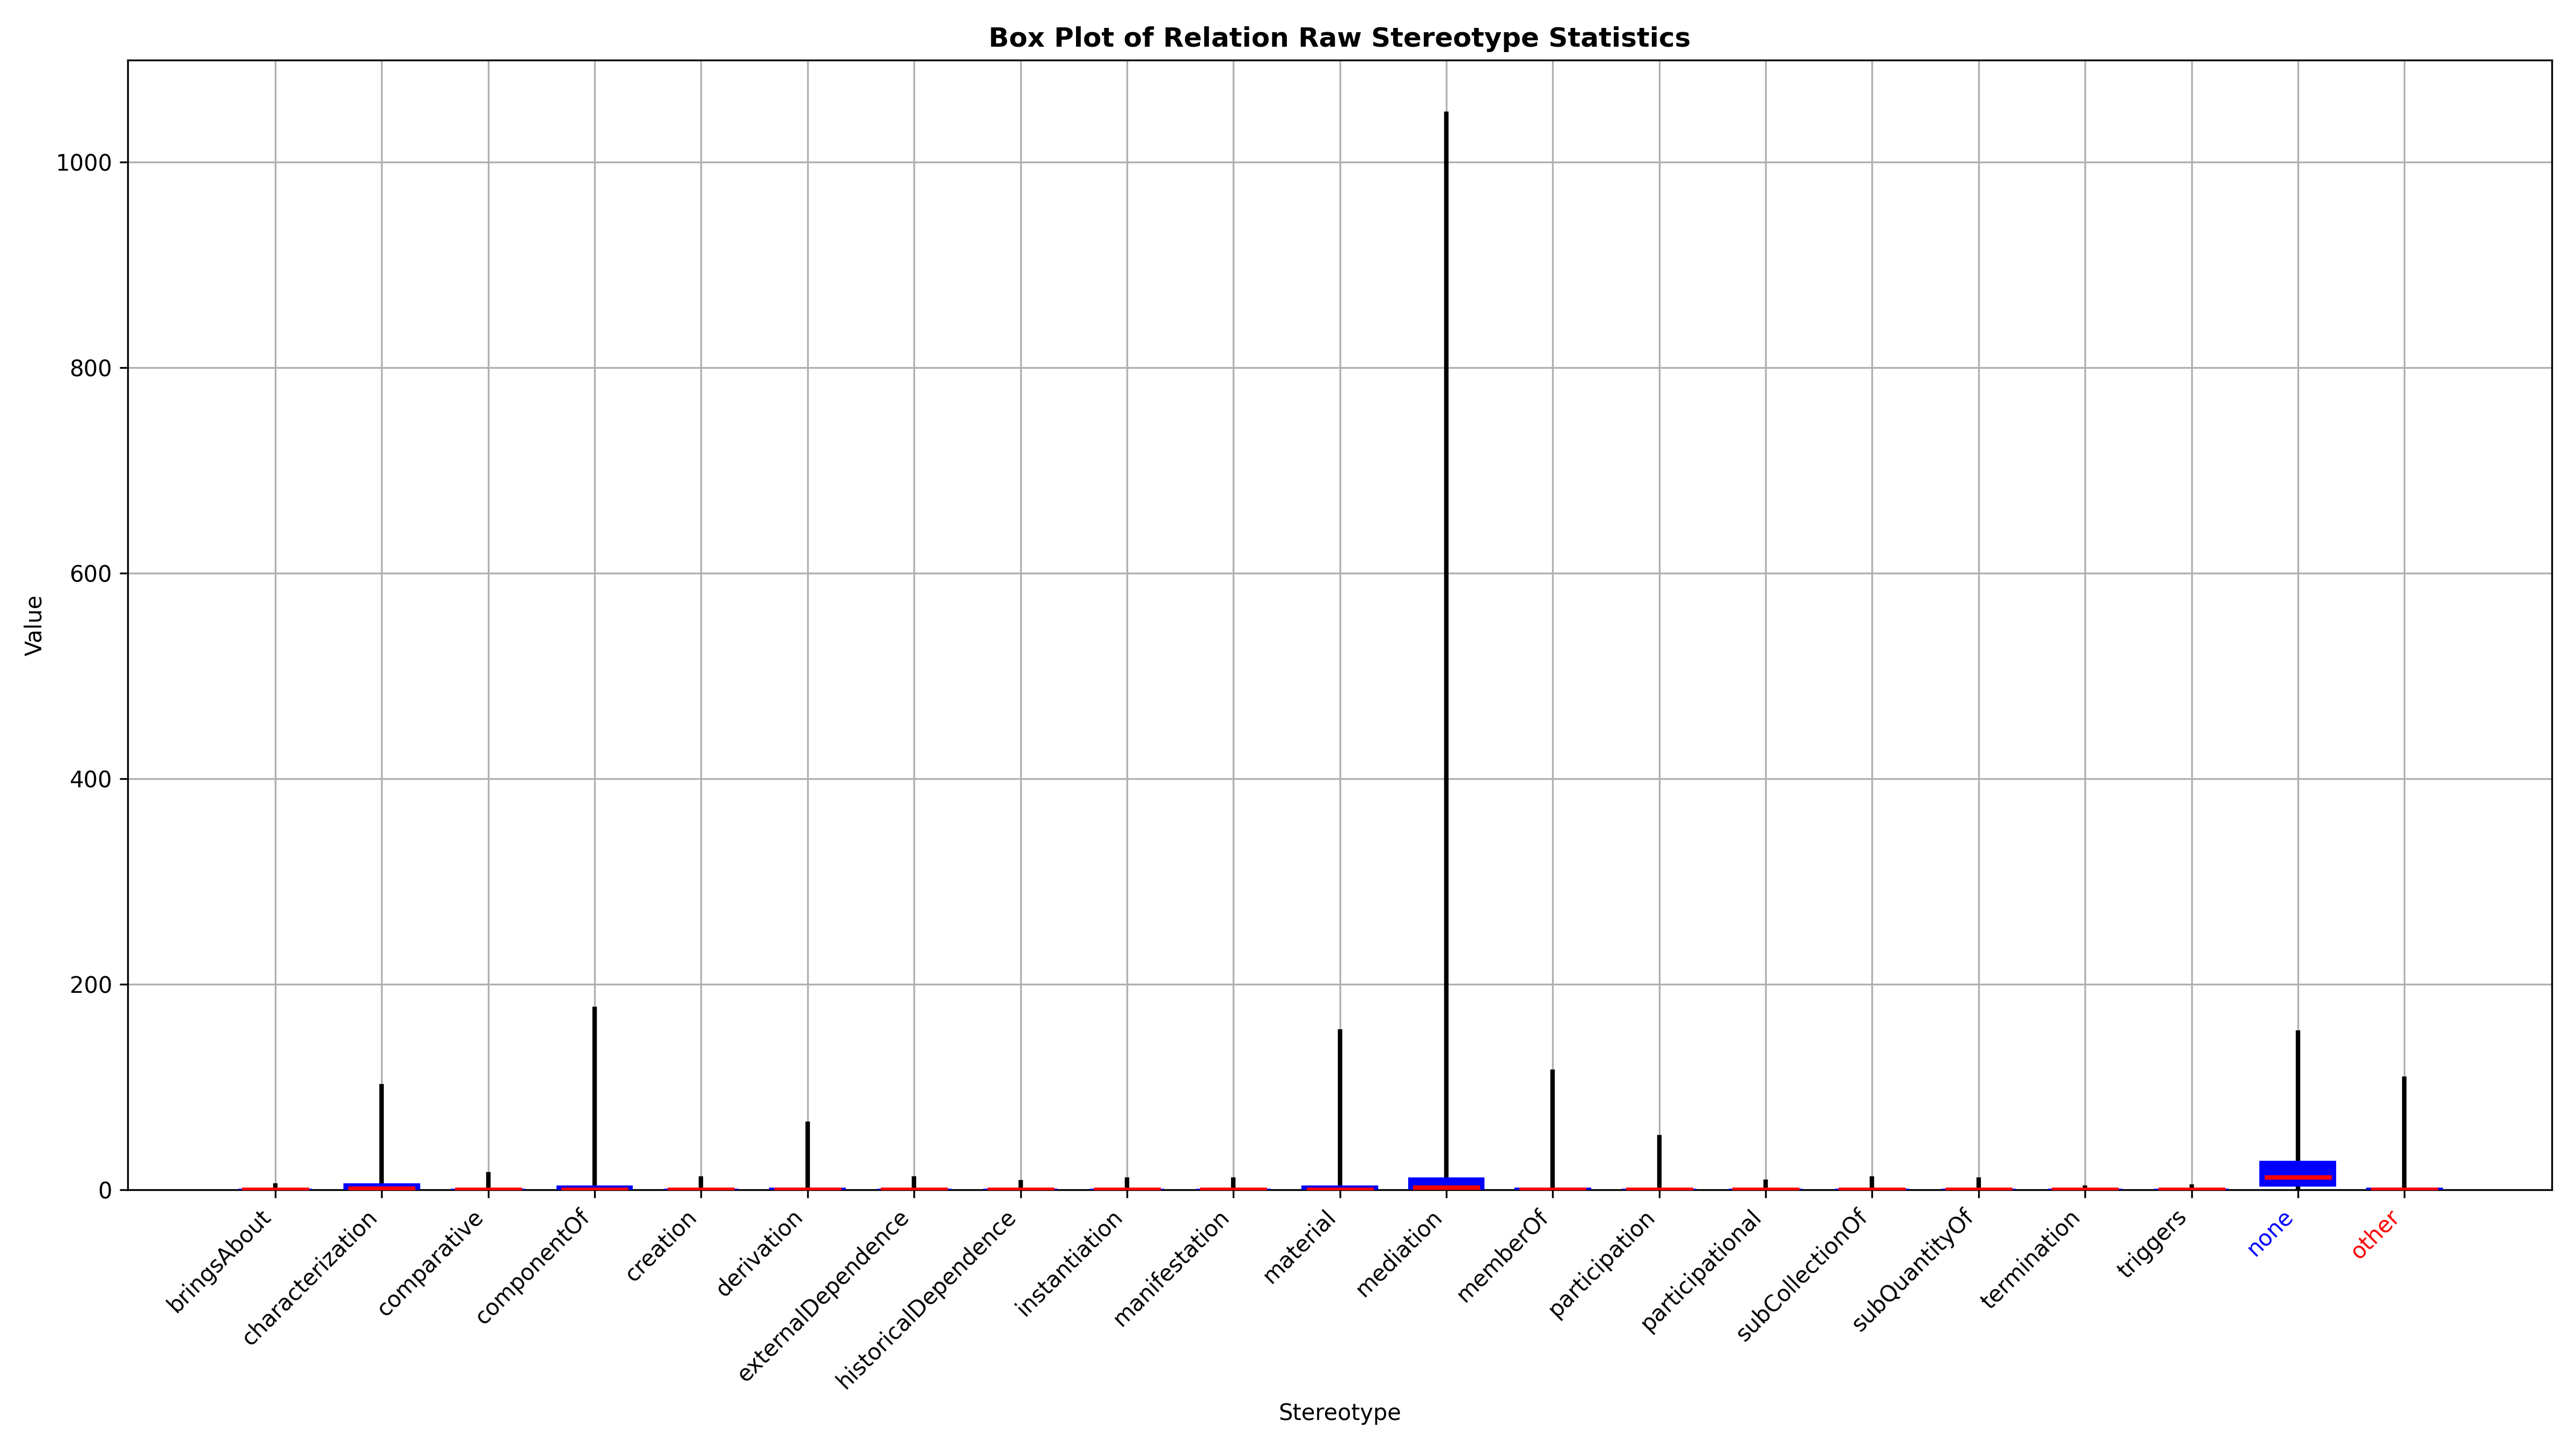 Box Plot of Relation Raw Stereotype Statistics
1000
800
600
400
200
0
Value
bringsAbout
characterization
comparative
componentOf
creation
derivation
externalDependence
historicalDependence
instantiation
manifestation
material
mediation
memberOf
participation
participational
subCollectionOf
subQuantityOf
termination
triggers
none
other
Stereotype